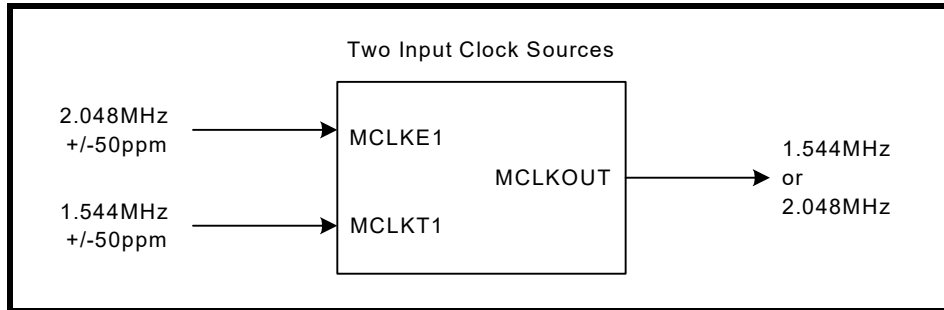 Two Input Clock Sources
2.048MHz
+/-50ppm
MCLKE1
MCLKOUT
1.544MHz
or
2.048MHz
1.544MHz
+/-50ppm
MCLKT1